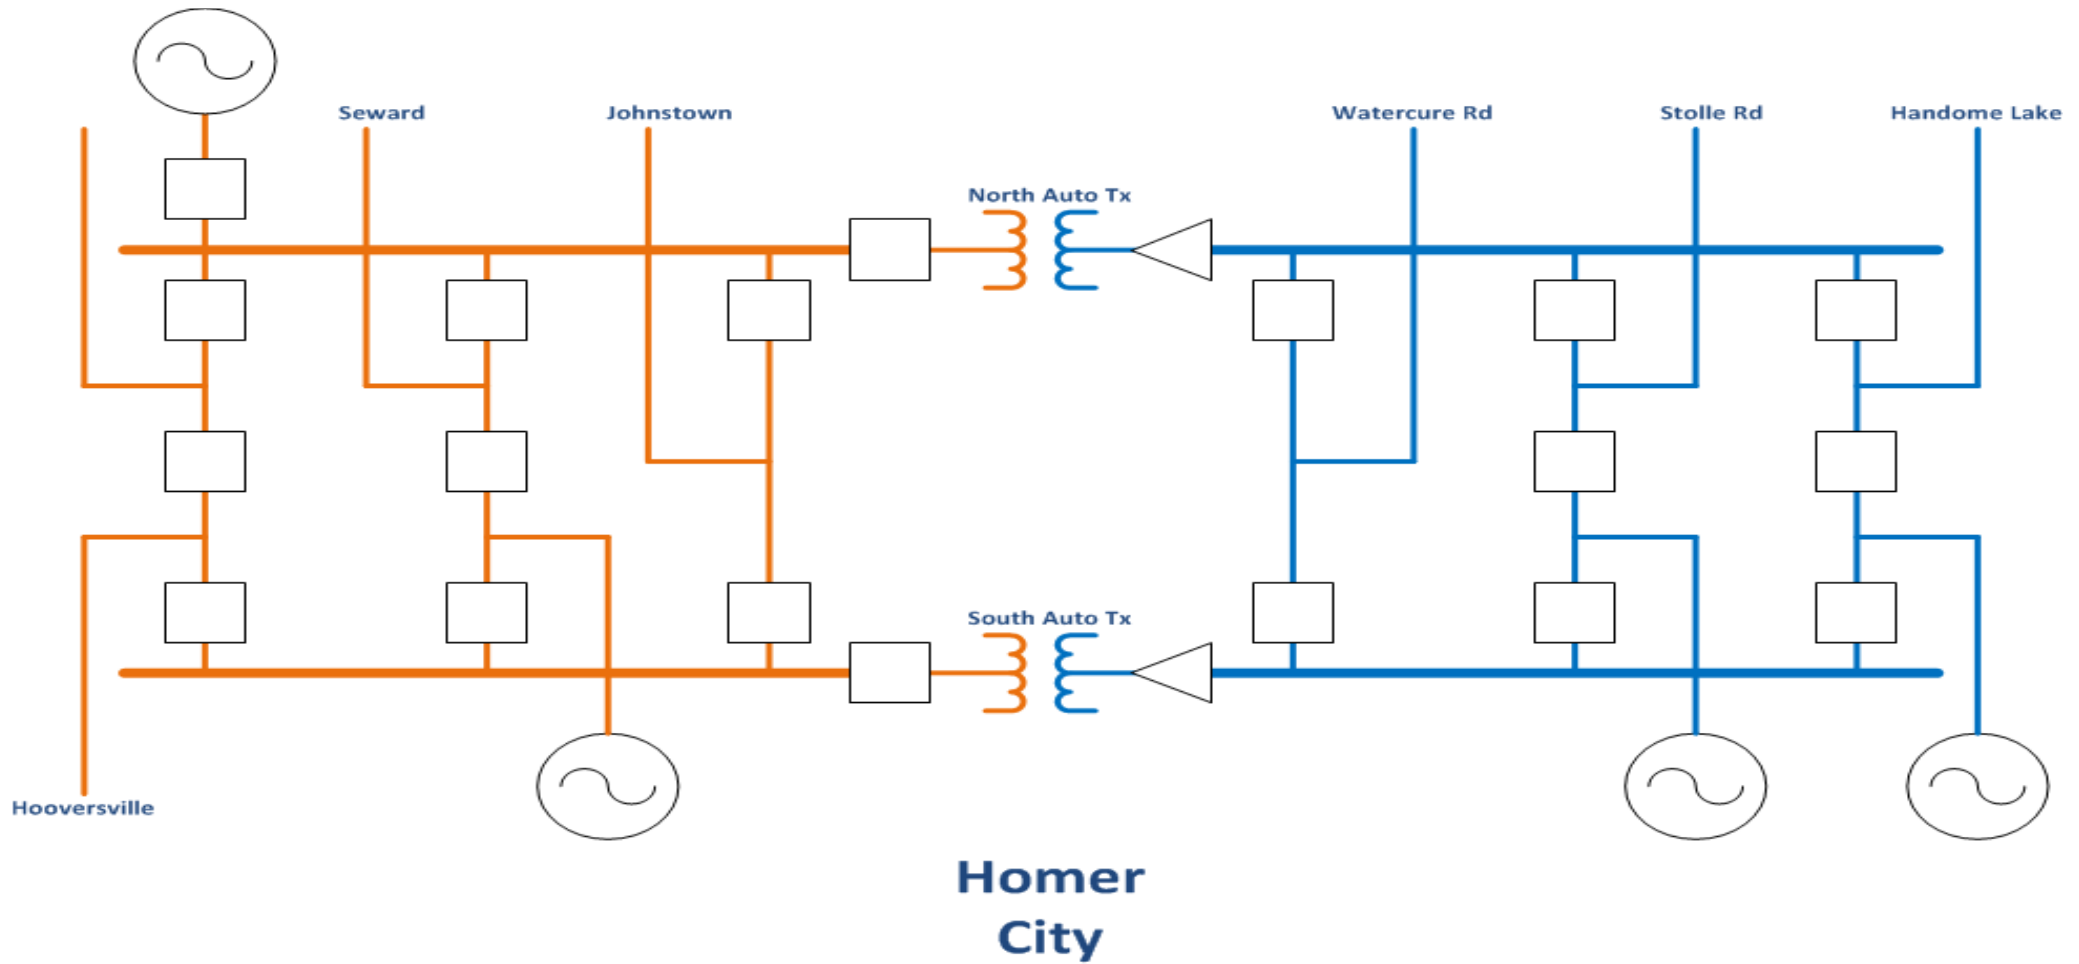 Seward
Johnstown
Watercure Rd
Stolle Rd
Handome Lake
North Auto Tx
South Auto Tx
Hooversville
Homer
City